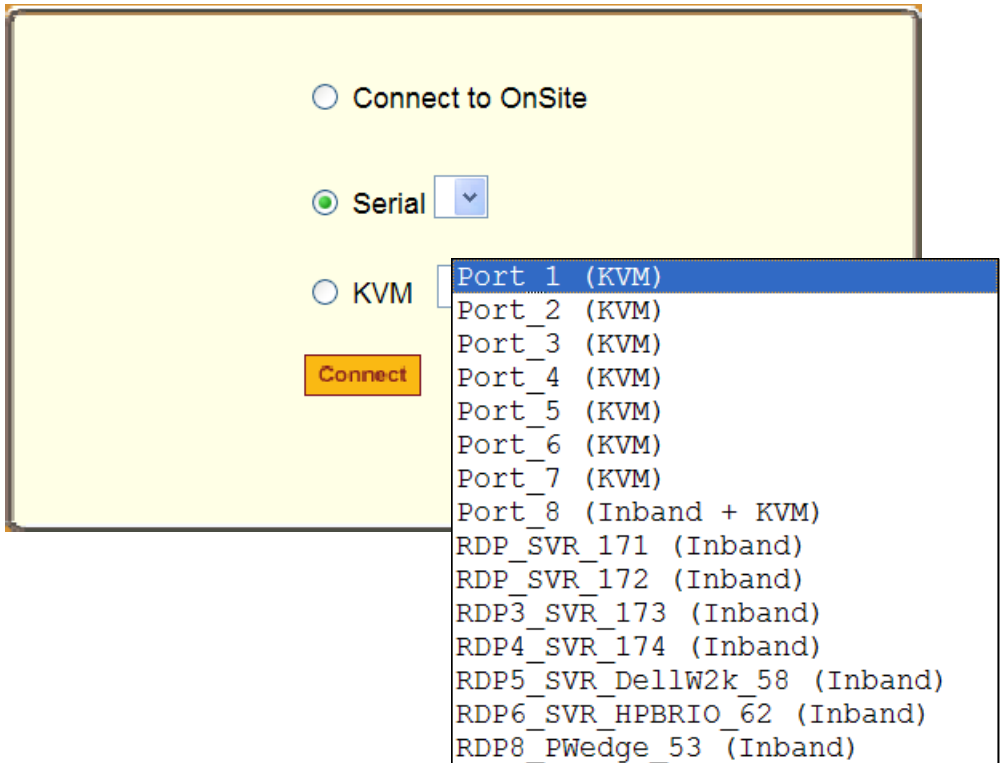 Connect to OnSite
Serial
KVM
Connect
Port_1 (KVM)
Port_2 (KVM)
Port_3 (KVM)
Port_4 (KVM)
Port_5 (KVM)
Port_6 (KVM)
Port_7 (KVM)
Port_8 (Inband + KVM)
RDP_SVR_171 (Inband)
RDP_SVR_172 (Inband)
RDP3_SVR_173 (Inband)
RDP4_SVR_174 (Inband)
RDP5_SVR_DellW2k_58 (Inband)
RDP6_SVR_HPBRIO_62 (Inband)
RDP8_PWedge_53 (Inband)